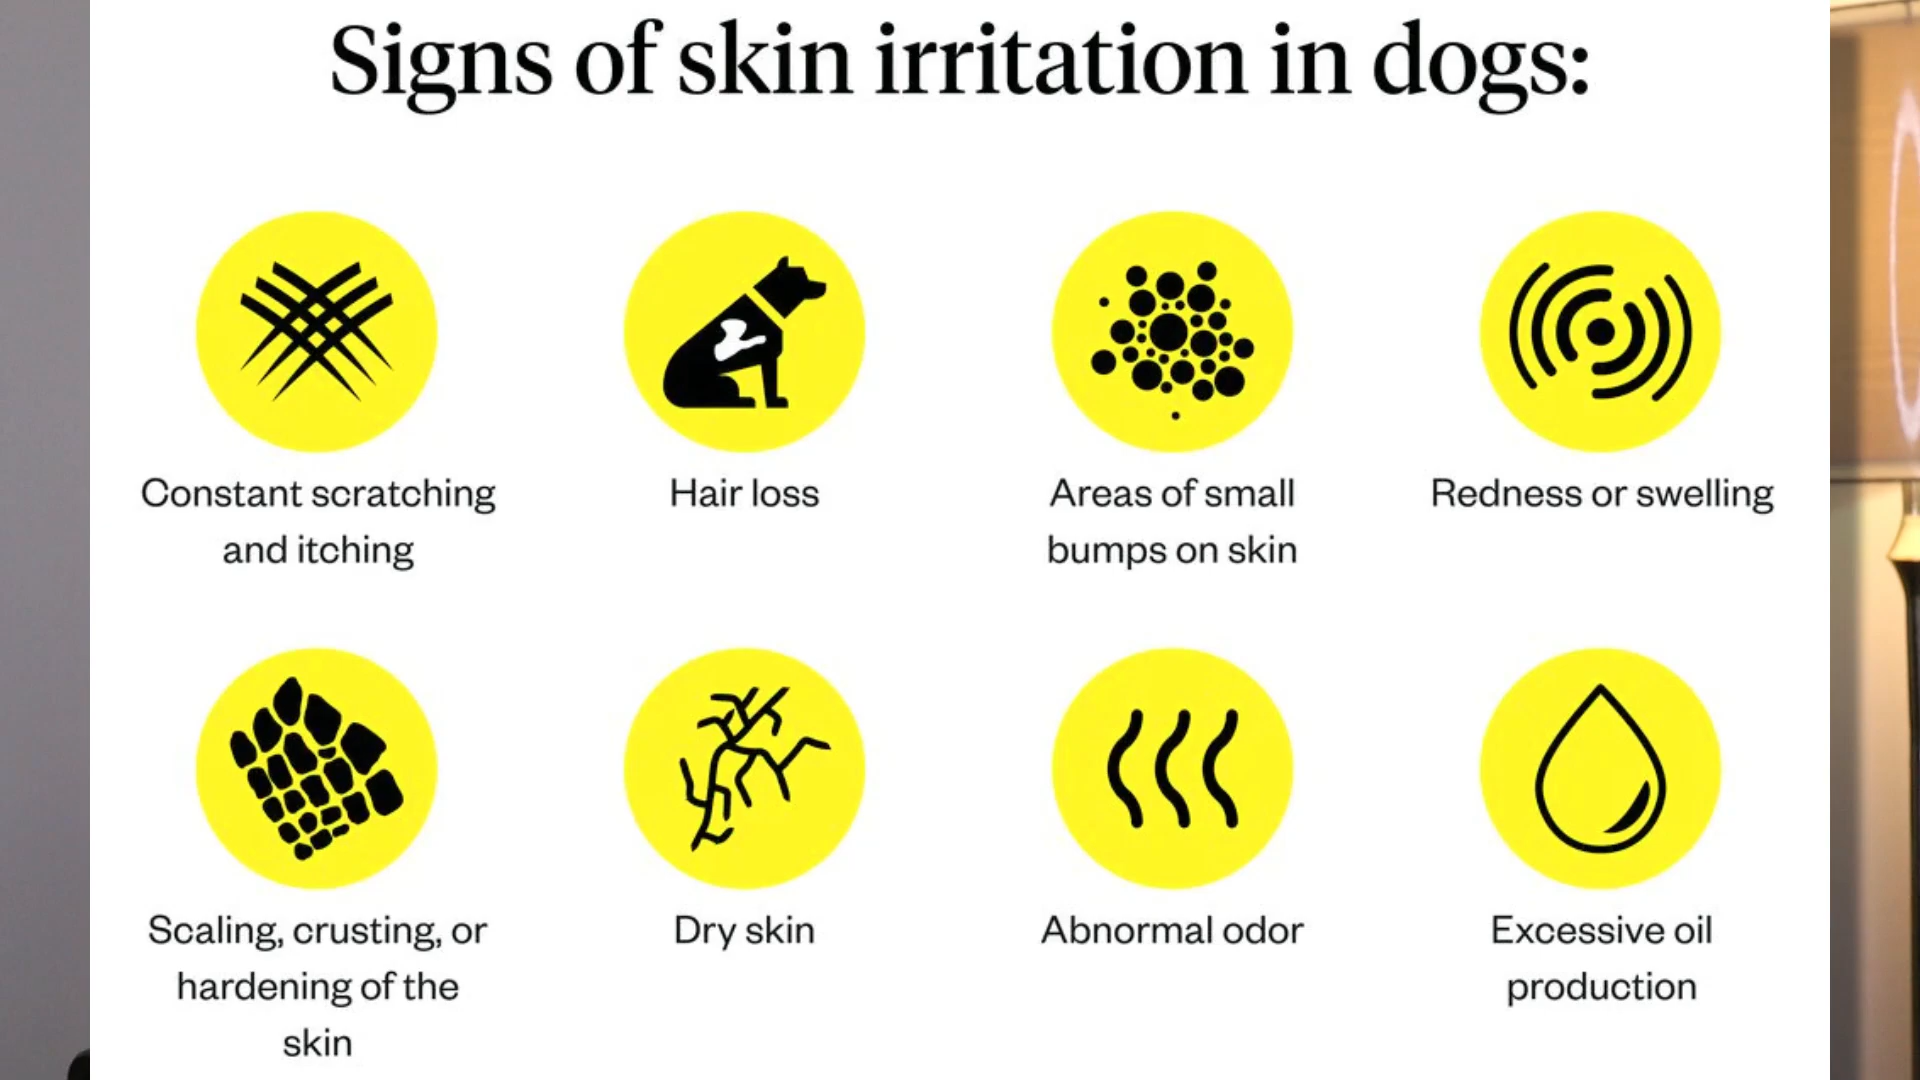 Signs of skin irritation in dogs:
Constant scratching
and itching
Hair loss
Areas of small
bumps on skin
Redness or swelling
Scaling, crusting, or
hardening of the
skin
Dry skin
Abnormal odor
Excessive oil
production